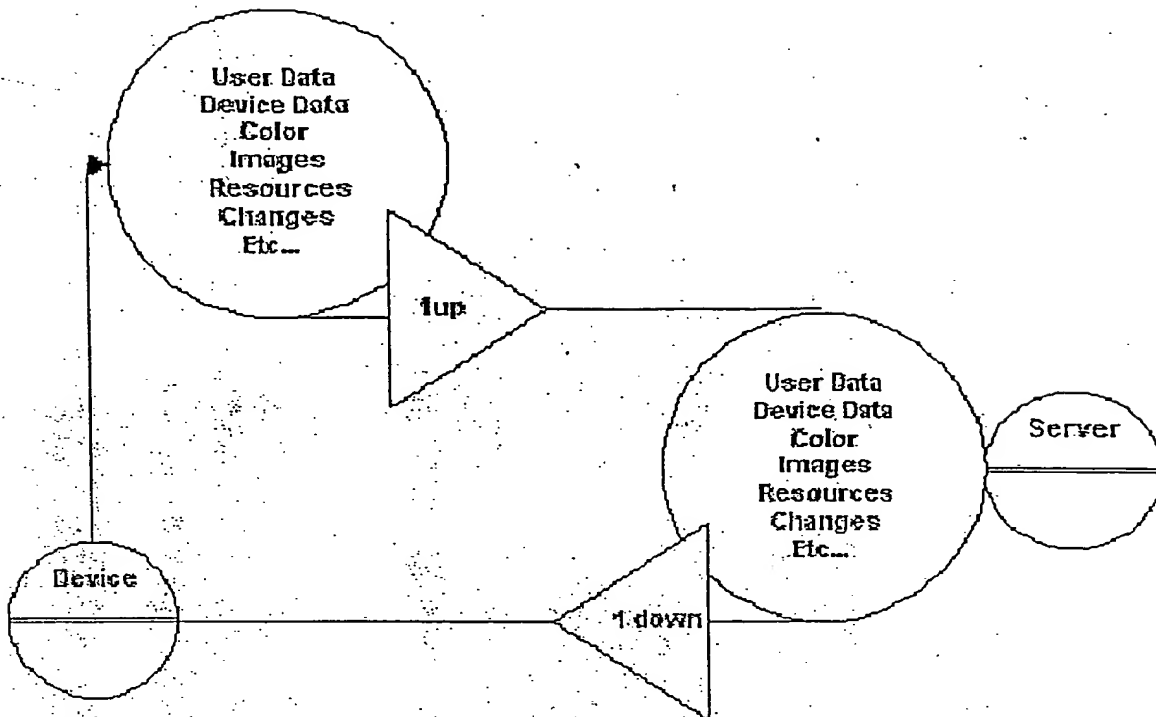 User Data
Device Data
Color
Images
Resources
Changes
Etc...
1up
User Data
Device Data
Color
Images
Resources
Changes
Etc...
Server
Device
1 down